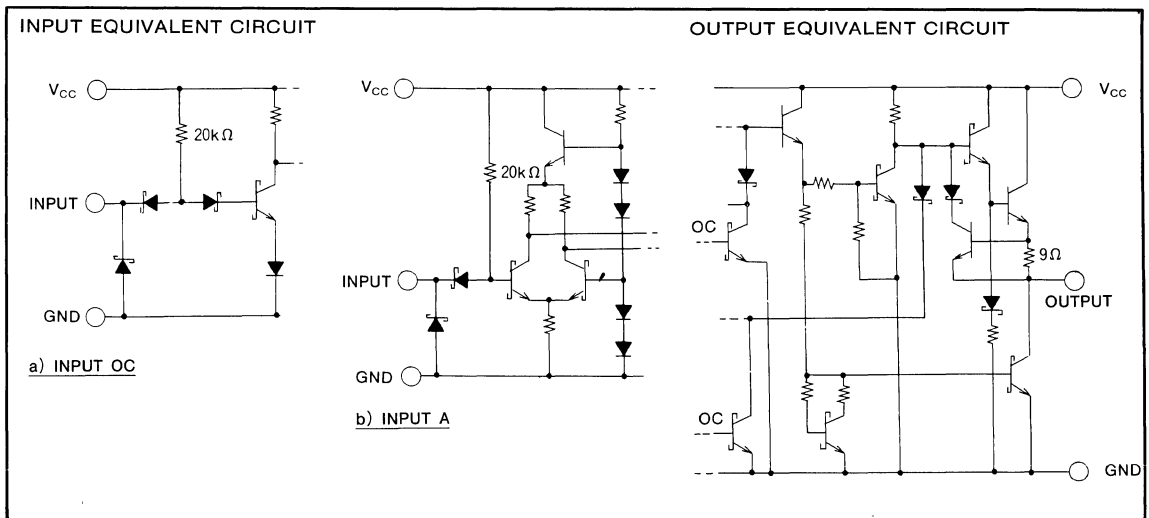 INPUT EQUIVALENT CIRCUIT
VCC
20kΩ
INPUT
GND
a) INPUT OC
VCC
20kΩ
INPUT
GND
b) INPUT A
OUTPUT EQUIVALENT CIRCUIT
VCC
OC
9Ω
OUTPUT
OC
GND